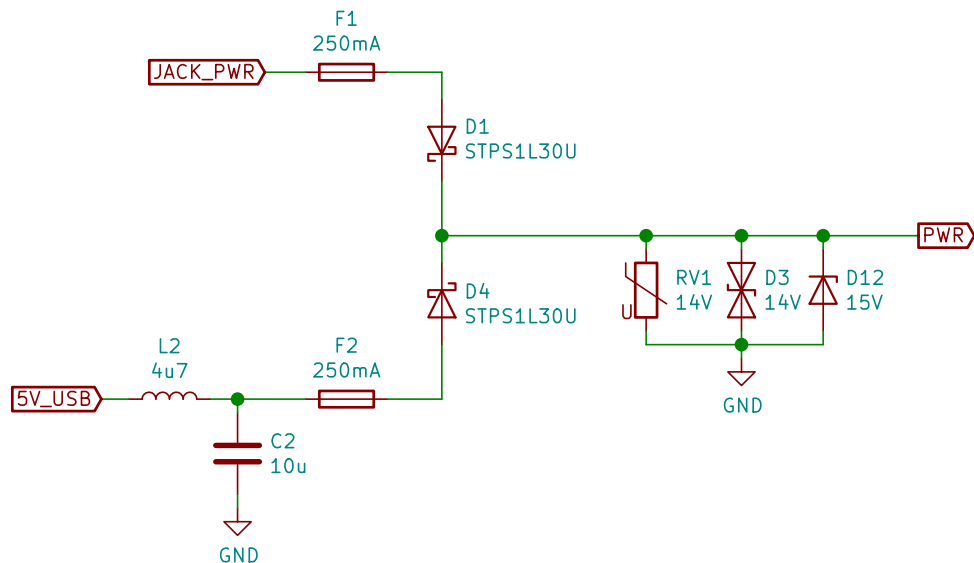 F1
250mA
JACK_PWR
D1
STPS1L30U
PWR
RV1
14V
U
D3
14V
D12
15V
D4
STPS1L30U
L2
4u7
F2
250mA
5V_USB
GND
C2
10u
GND